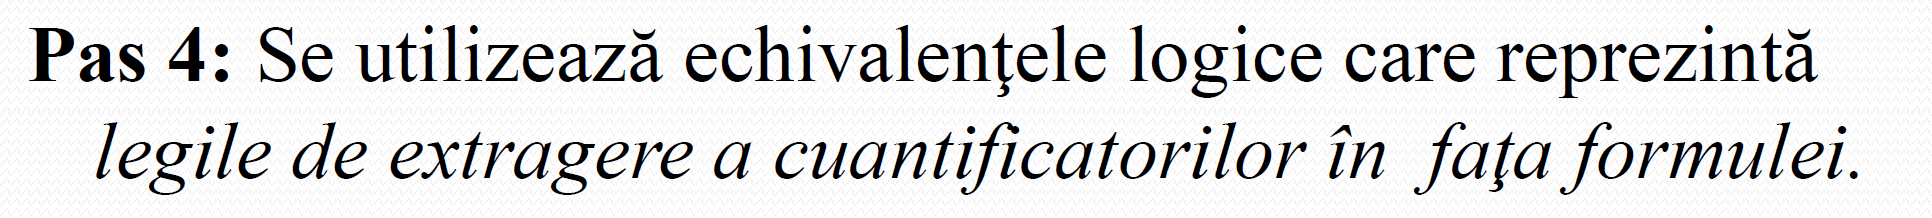 Pas 4: Se utilizează echivalenţele logice care reprezintă
legile de extragere a cuantificatorilor în faţa formulei.